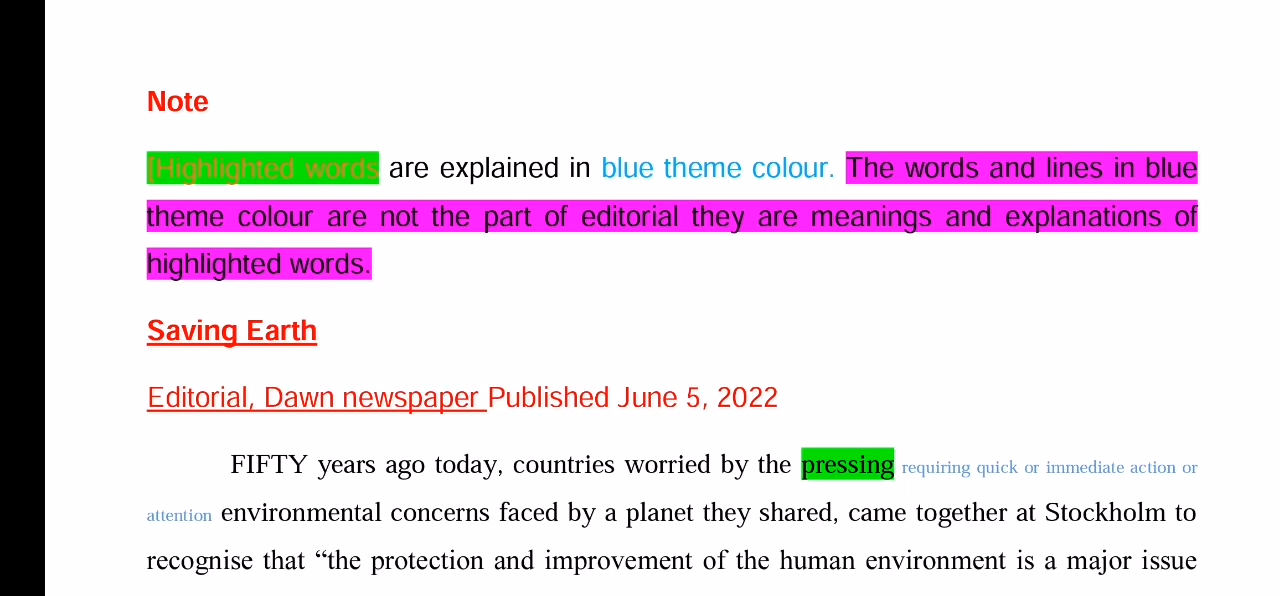 Note
[Highlighted words are explained in blue theme colour. The words and lines in blue
theme colour are not the part of editorial they are meanings and explanations of
highlighted words.
Saving Earth
Editorial, Dawn newspaper Published June 5, 2022
FIFTY years ago today, countries worried by the pressing requiring quick or immediate action or
attention environmental concerns faced by a planet they shared, came together at Stockholm to
recognise that “the protection and improvement of the human environment is a major issue